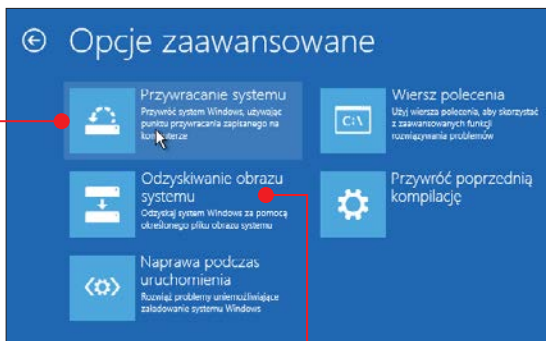 Opcje zaawansowane
Przywracanie systemu
Przywróć system Windows, używając
punktu przywracania zapisanego na
komputerze
Odzyskiwanie obrazu
systemu
Odzyskaj system Windows za pomocą
określonego pliku obrazu systemu
Naprawa podczas
uruchomienia
Rozwiąż problemy uniemożliwiające
załadowanie systemu Windows
Wiersz polecenia
Użyj wiersza polecenia, aby skorzystać
z zaawansowanych funkcji
rozwiązywania problemów
C:\
Przywróć poprzednią
kompilację